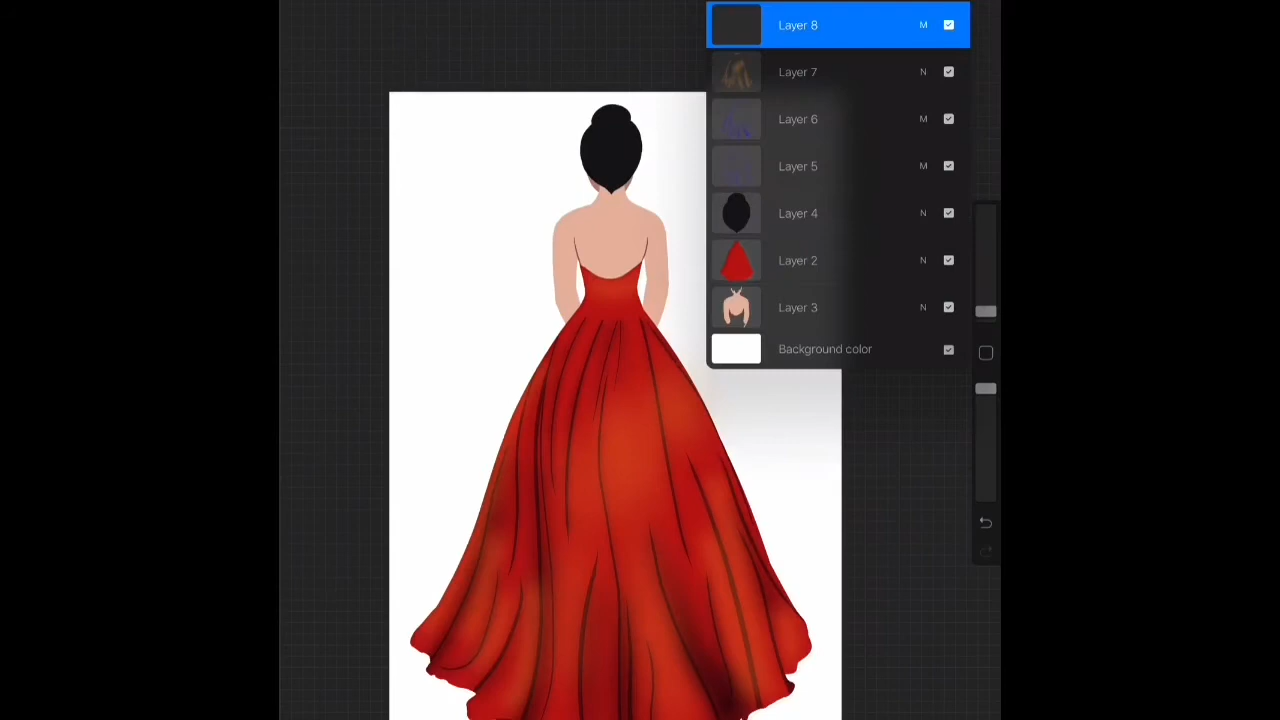 Layer 8 M
Layer 7 N
Layer 6 M
Layer 5 M
Layer 4 N
Layer 2 N
Layer 3 N
Background color